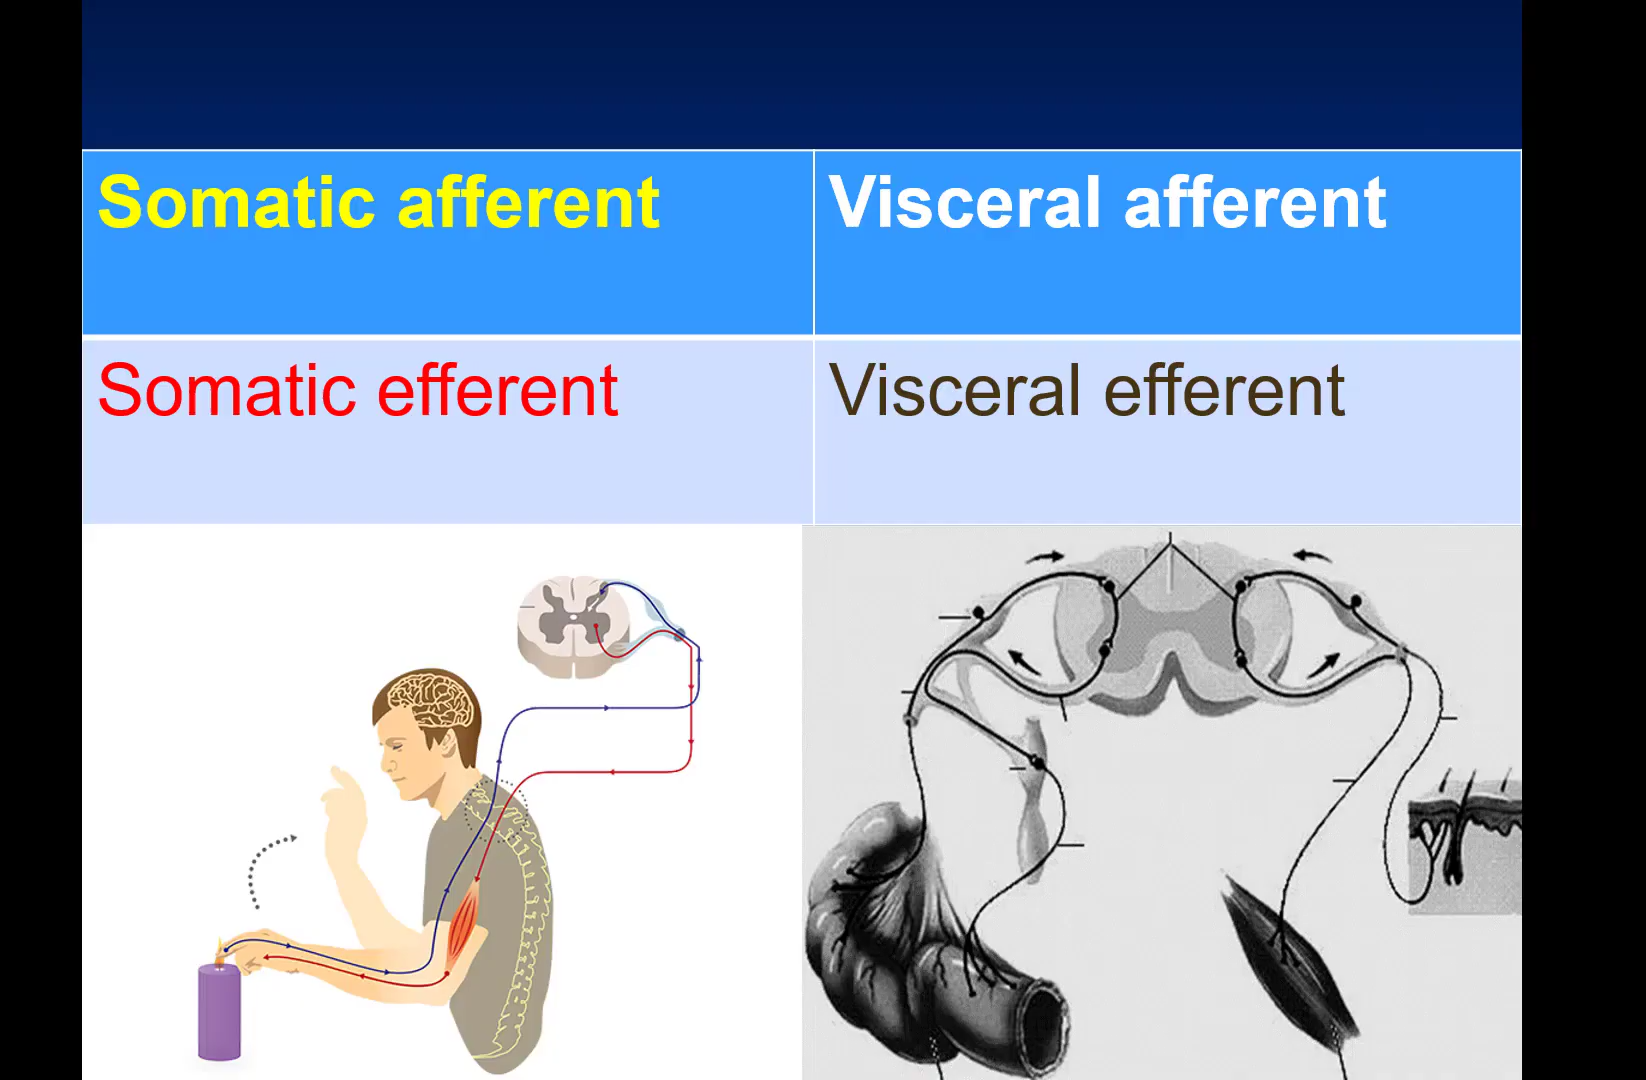 Somatic afferent
Visceral afferent
Somatic efferent
Visceral efferent